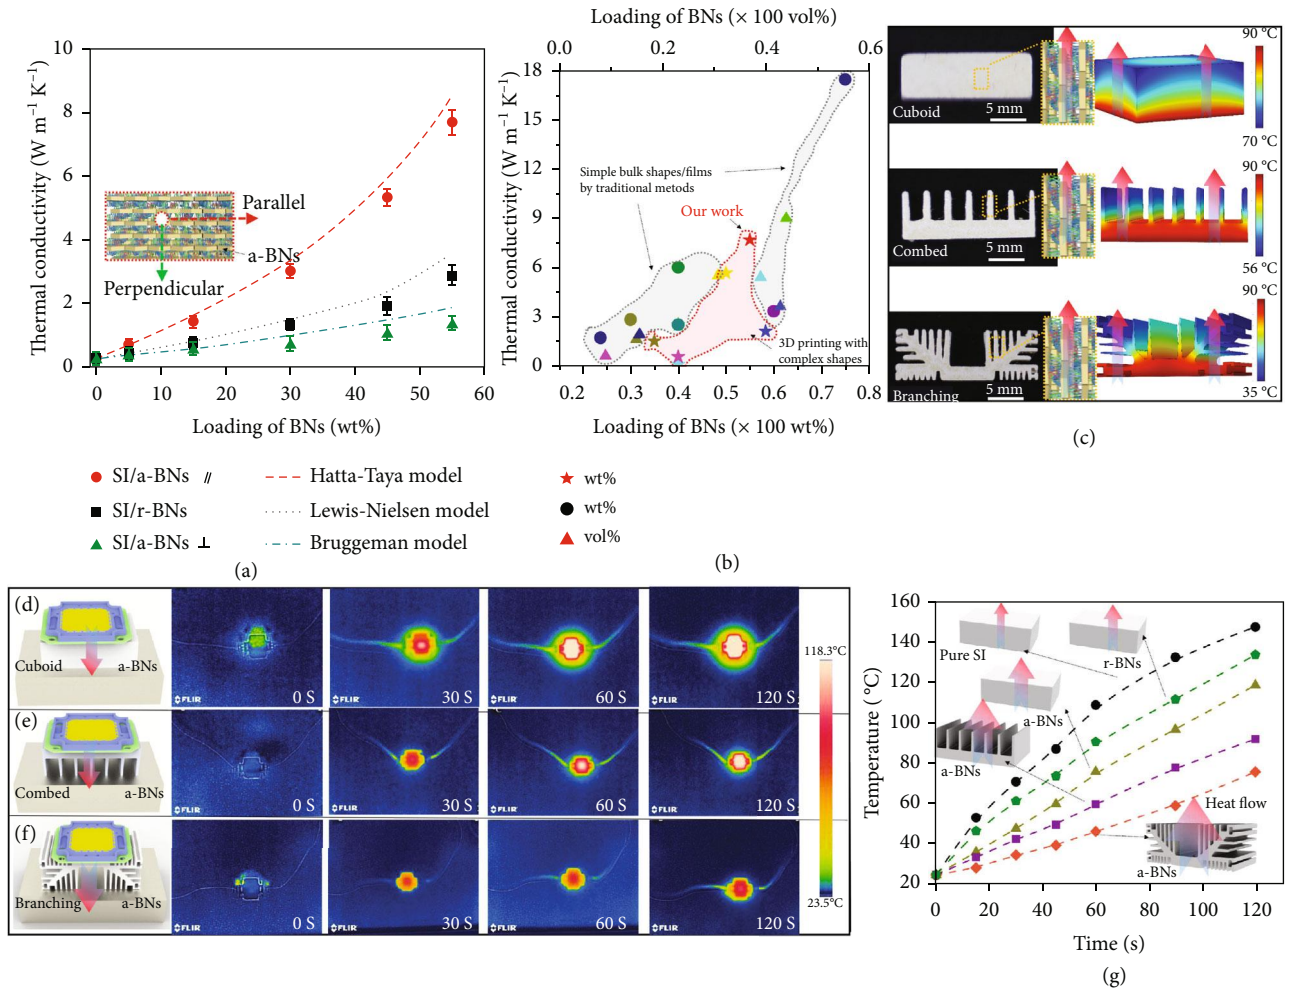 10
8
6
4
2
0
Thermal conductivity (W m⁻¹ K⁻¹)
Parallel
a-BNs
Perpendicular
0 10 20 30 40 50 60
Loading of BNs (wt%)
SI/a-BNs //
SI/r-BNs
SI/a-BNs ⊥
Hatta-Taya model
Lewis-Nielsen model
Bruggeman model
(a)
Loading of BNs (× 100 vol%)
0.0 0.2 0.4 0.6
18
15
12
9
6
3
0
Thermal conductivity (W m⁻¹ K⁻¹)
Simple bulk shapes/films
by traditional metods
Our work
3D printing with
complex shapes
0.2 0.3 0.4 0.5 0.6 0.7 0.8
Loading of BNs (× 100 wt%)
wt%
wt%
vol%
(b)
Cuboid
5 mm
90 °C
70 °C
Combed
5 mm
90 °C
56 °C
Branching
5 mm
90 °C
35 °C
(c)
(d)
Cuboid a-BNs
FLIR 0 S
FLIR 30 S
FLIR 60 S
FLIR 120 S
(e)
Combed a-BNs
FLIR 0 S
FLIR 30 S
FLIR 60 S
FLIR 120 S
(f)
Branching a-BNs
FLIR 0 S
FLIR 30 S
FLIR 60 S
FLIR 120 S
118.3°C
23.5°C
160
140
120
100
80
60
40
20
Temperature (°C)
Pure SI
r-BNs
a-BNs
a-BNs
Heat flow
a-BNs
0 20 40 60 80 100 120
Time (s)
(g)